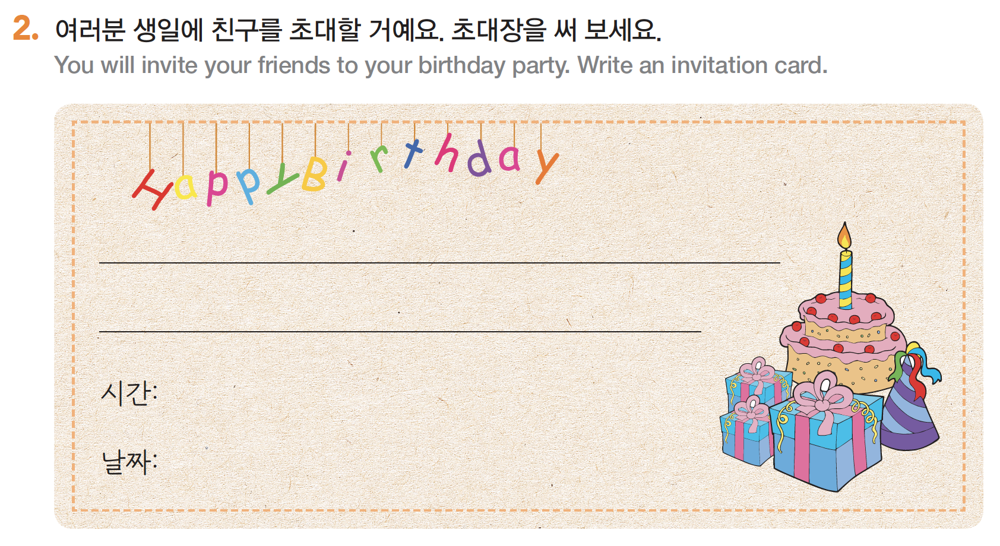 2. 여러분 생일에 친구를 초대할 거예요. 초대장을 써 보세요.
You will invite your friends to your birthday party. Write an invitation card.
HappyBirthday
시간:
날짜: